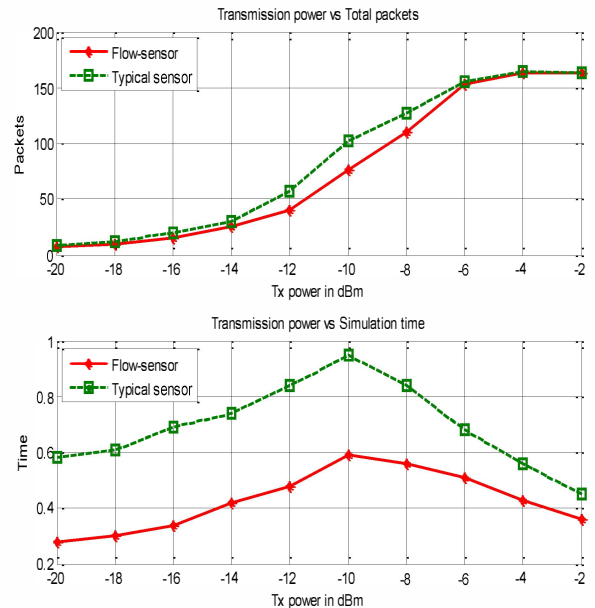 Transmission power vs Total packets
200
150
100
50
0
Packets
Flow-sensor
Typical sensor
-20 -18 -16 -14 -12 -10 -8 -6 -4 -2
Tx power in dBm
Transmission power vs Simulation time
1
0.8
0.6
0.4
0.2
Time
Flow-sensor
Typical sensor
-20 -18 -16 -14 -12 -10 -8 -6 -4 -2
Tx power in dBm